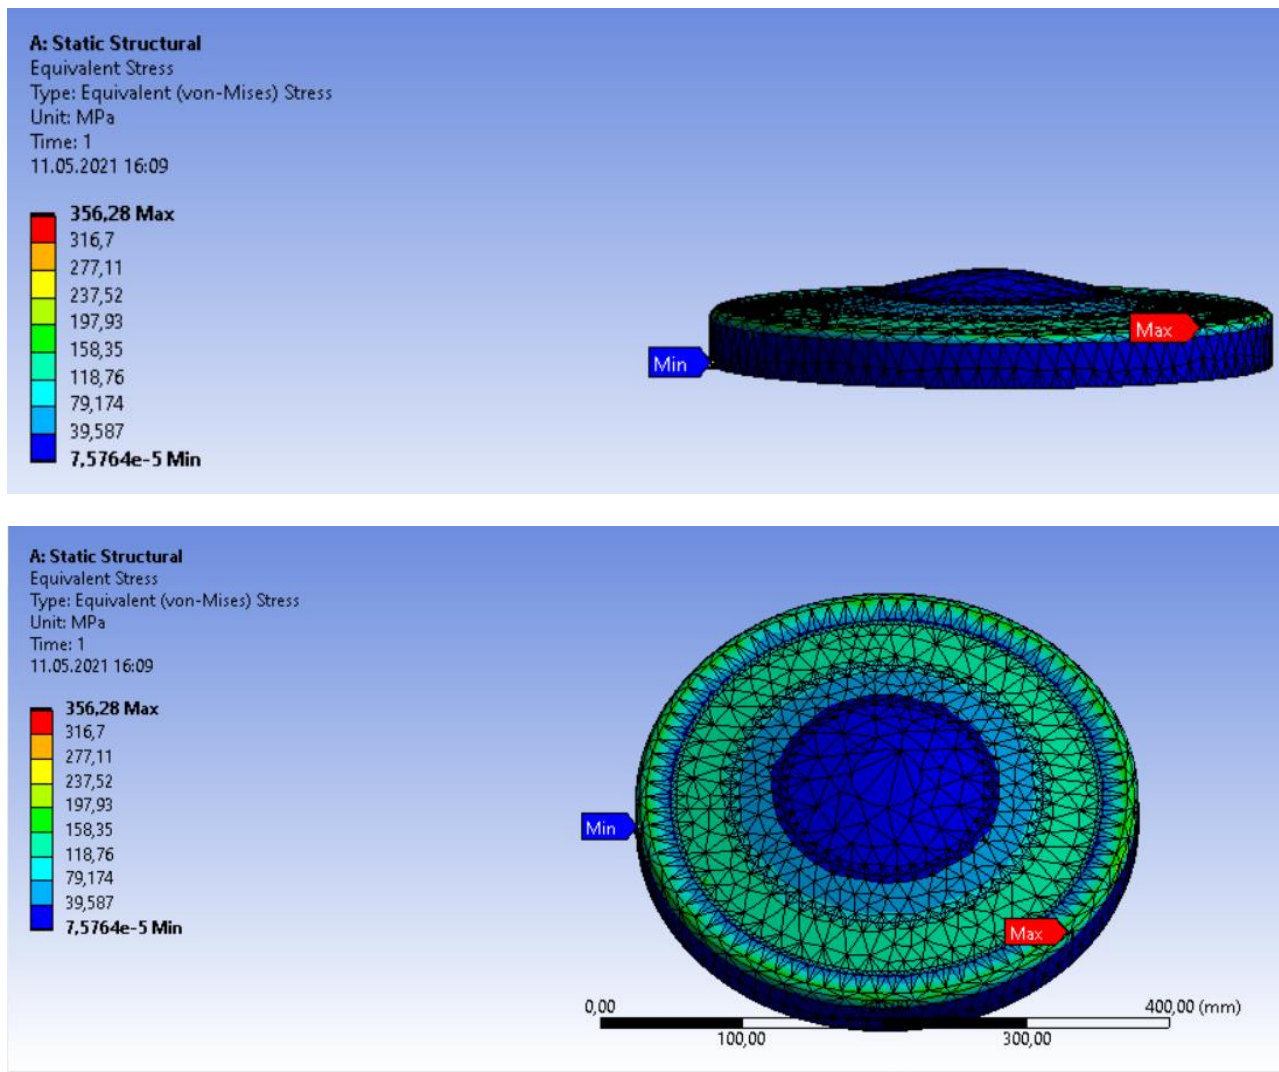 A: Static Structural
Equivalent Stress
Type: Equivalent (von-Mises) Stress
Unit: MPa
Time: 1
11.05.2021 16:09
356,28 Max
316,7
277,11
237,52
197,93
158,35
118,76
79,174
39,587
7,5764e-5 Min
Min
Max
A: Static Structural
Equivalent Stress
Type: Equivalent (von-Mises) Stress
Unit: MPa
Time: 1
11.05.2021 16:09
356,28 Max
316,7
277,11
237,52
197,93
158,35
118,76
79,174
39,587
7,5764e-5 Min
Min
Max
0,00
400,00 (mm)
100,00
300,00